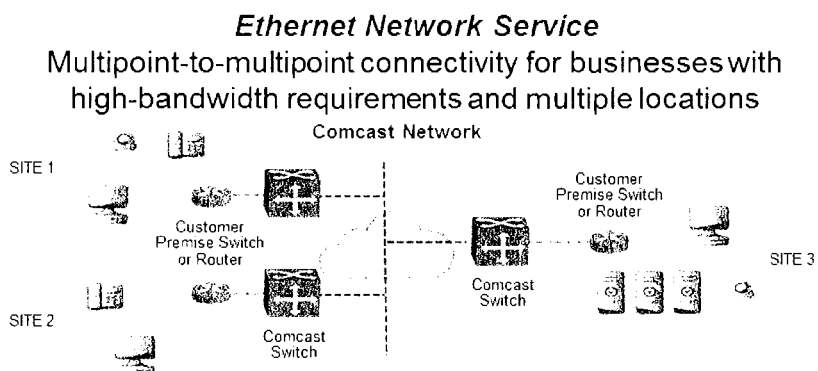 Ethernet Network Service
Multipoint-to-multipoint connectivity for businesses with
high-bandwidth requirements and multiple locations
Comcast Network
SITE 1
Customer
Premise Switch
or Router
Customer
Premise Switch
or Router
SITE 3
Comcast
Switch
SITE 2
Comcast
Switch